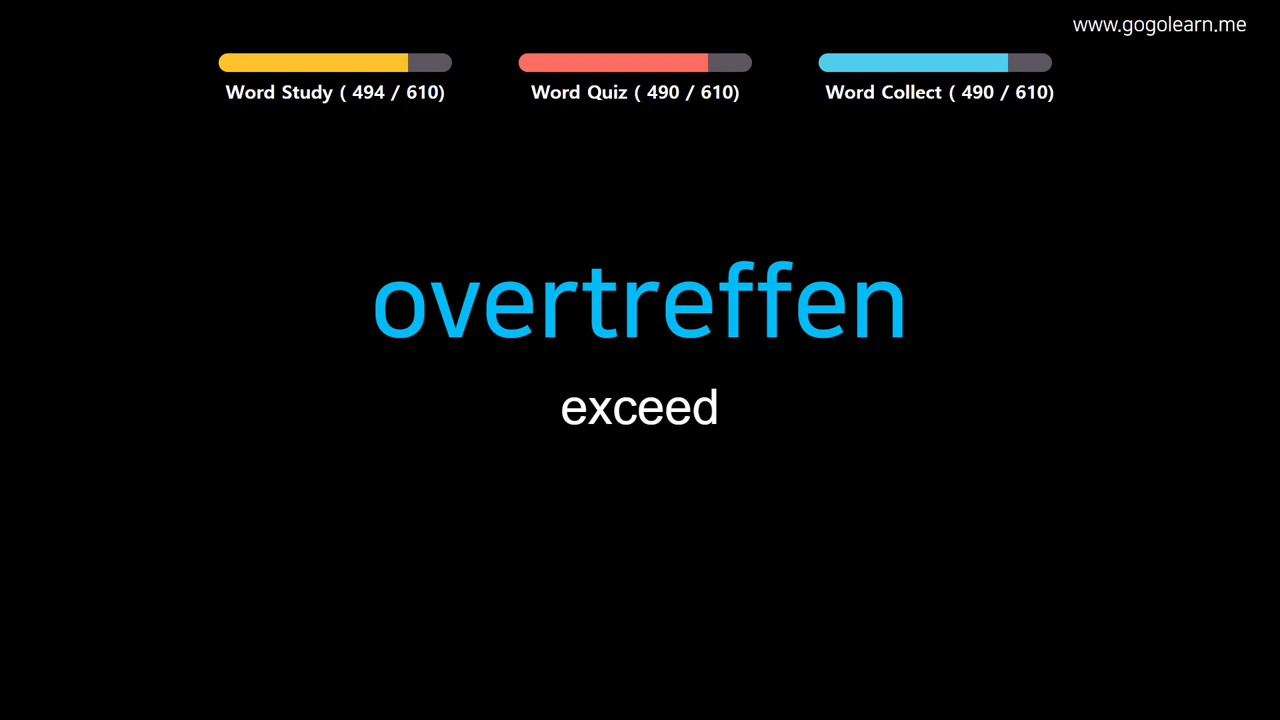 www.gogolearn.me
Word Study ( 494 / 610)
Word Quiz ( 490 / 610)
Word Collect ( 490 / 610)
overtreffen
exceed